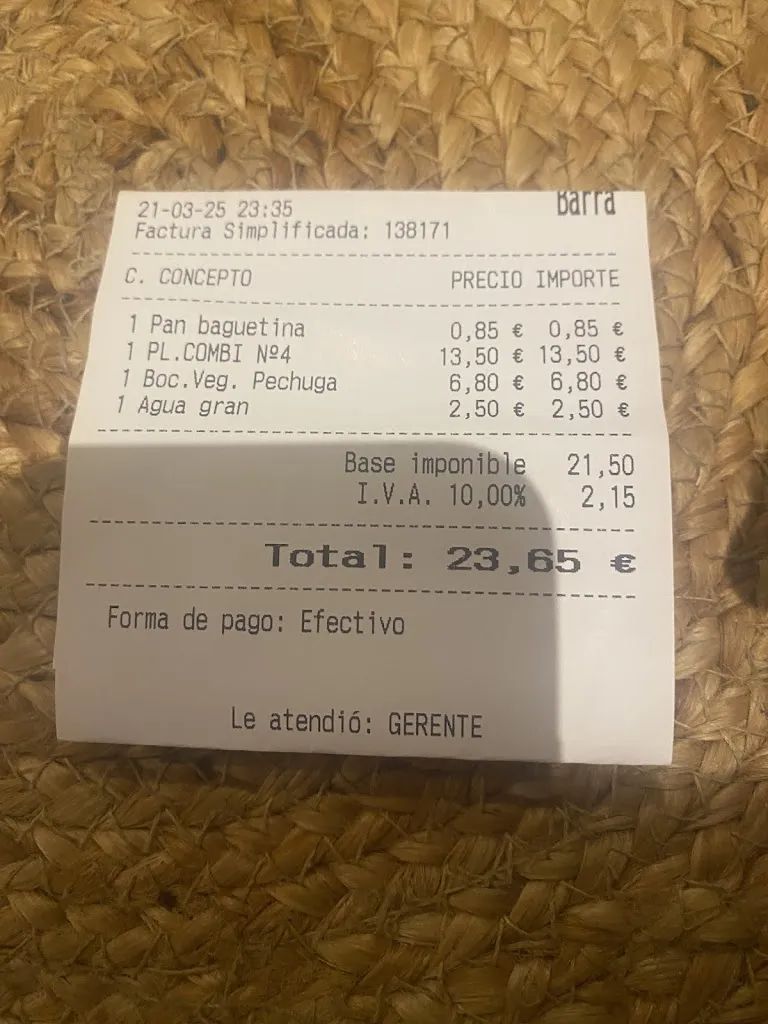 Barra
21-03-25 23:35
Factura Simplificada: 138171
C. CONCEPTO PRECIO IMPORTE
1 Pan baguetina 0,85 € 0,85 €
1 PL.COMBI Nº4 13,50 € 13,50 €
1 Boc.Veg. Pechuga 6,80 € 6,80 €
1 Agua gran 2,50 € 2,50 €
Base imponible 21,50
I.V.A. 10,00% 2,15
Total: 23,65 €
Forma de pago: Efectivo
Le atendió: GERENTE